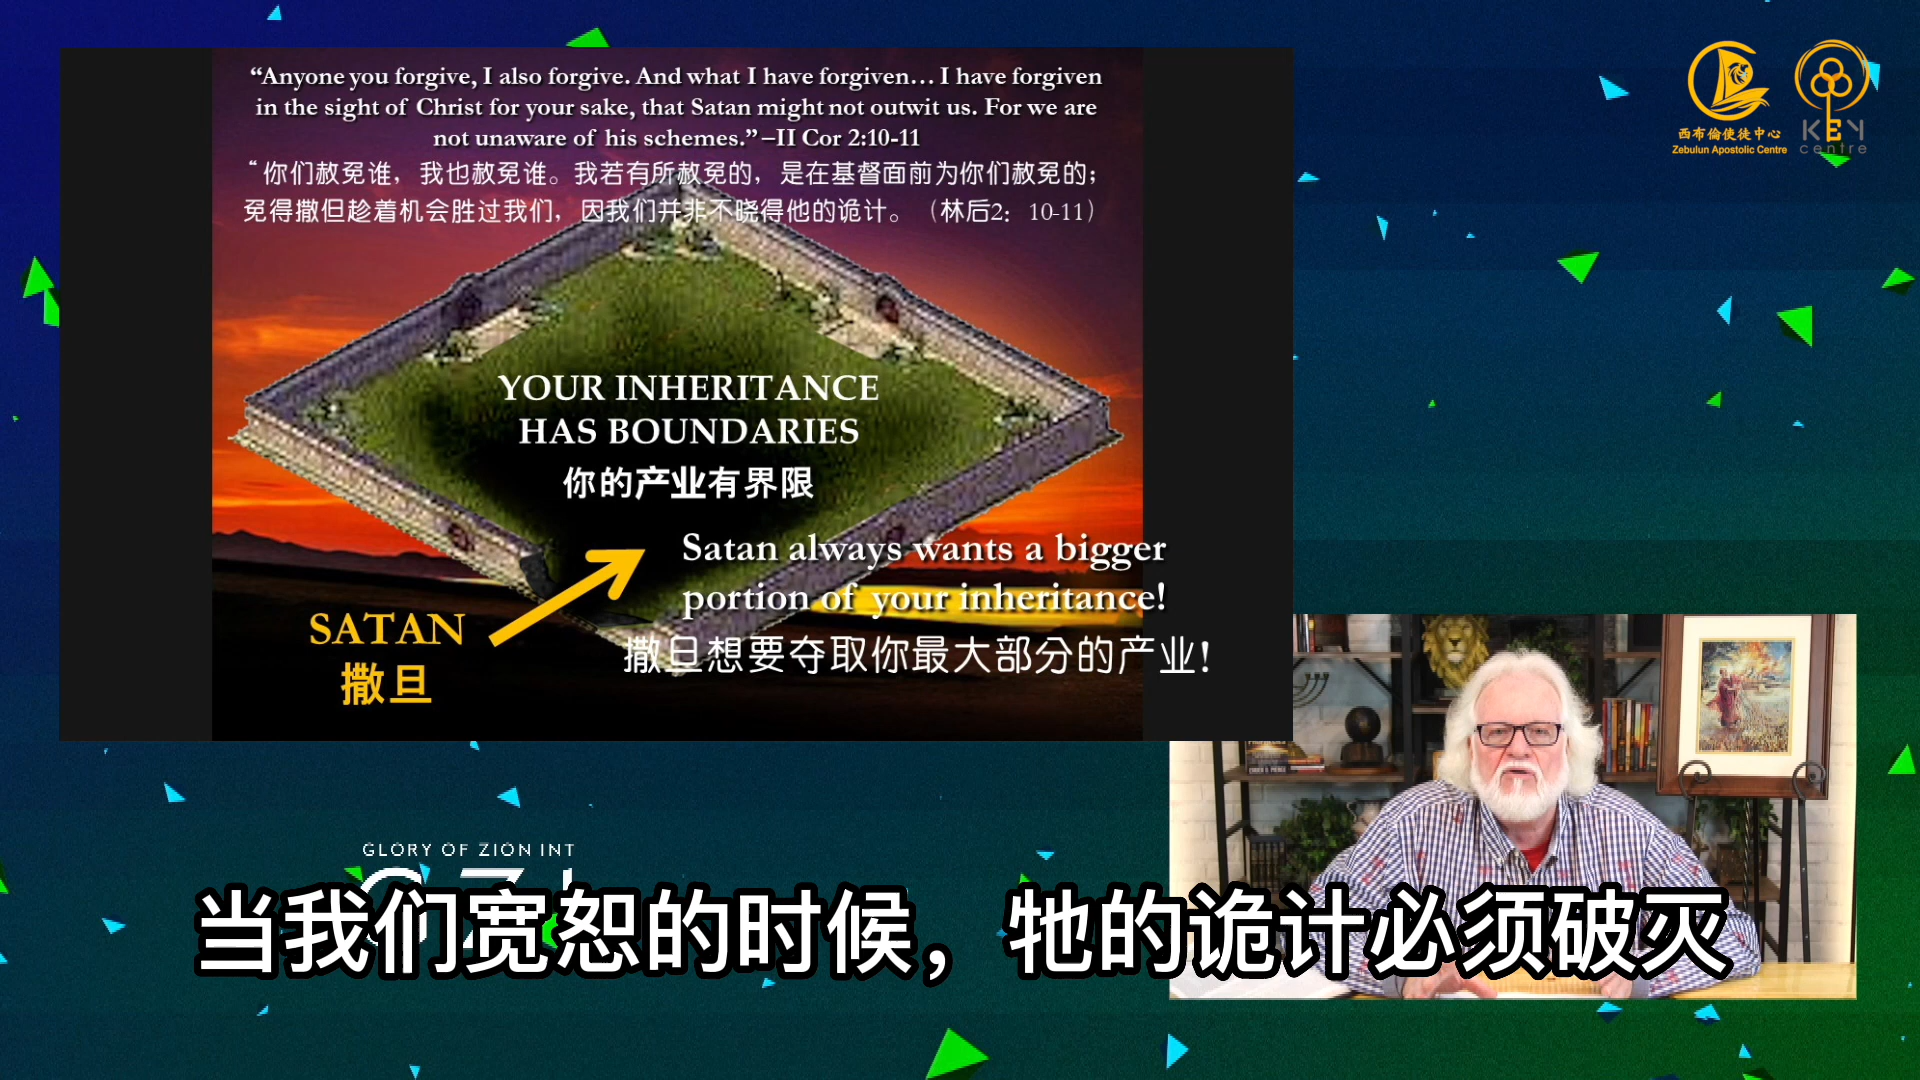 “Anyone you forgive, I also forgive. And what I have forgiven… I have forgiven
in the sight of Christ for your sake, that Satan might not outwit us. For we are
not unaware of his schemes.” –II Cor 2:10-11
“你们赦免谁，我也赦免谁。我若有所赦免的，是在基督面前为你们赦免的；
免得撒但趁着机会胜过我们，因我们并非不晓得他的诡计。（林后2：10-11）
YOUR INHERITANCE
HAS BOUNDARIES
你的产业有界限
Satan always wants a bigger
portion of your inheritance!
撒旦想要夺取你最大部分的产业!
SATAN
撒旦
西布倫使徒中心
Zebulun Apostolic Centre
KEY
centre
GLORY OF ZION INT
当我们宽恕的时候，牠的诡计必须破灭